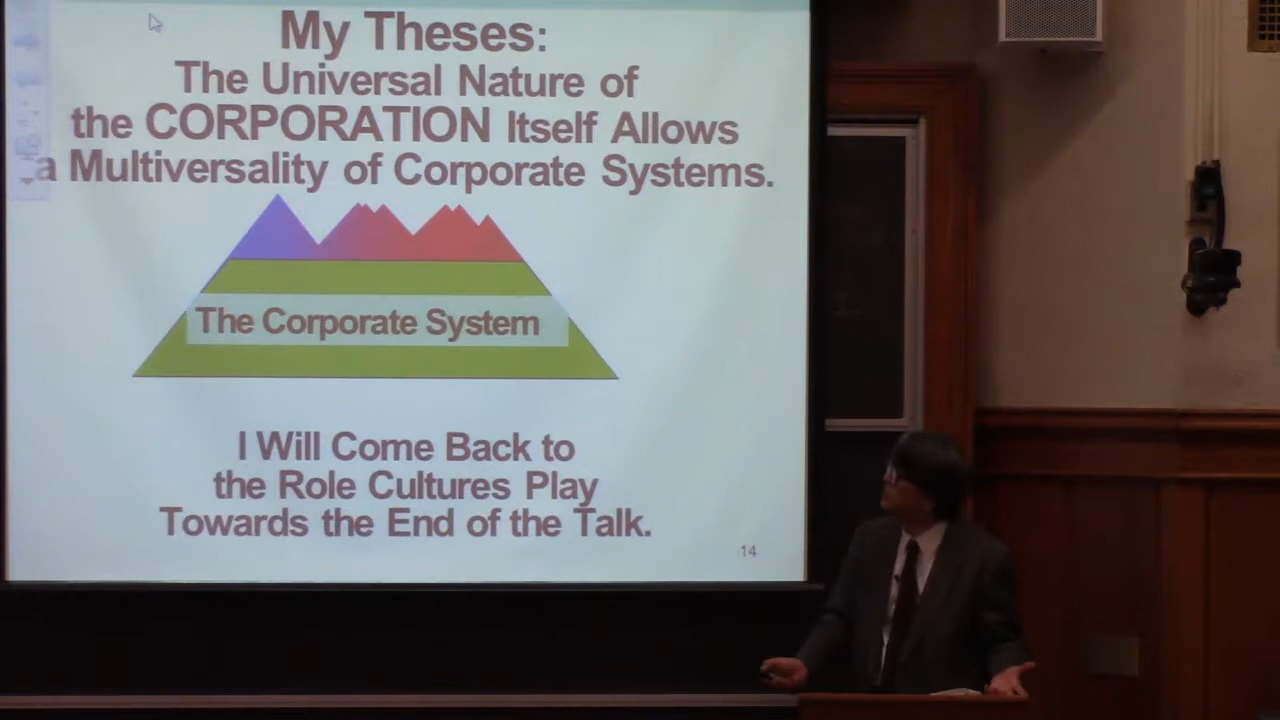 My Theses:
The Universal Nature of
the CORPORATION Itself Allows
a Multiversality of Corporate Systems.
The Corporate System
I Will Come Back to
the Role Cultures Play
Towards the End of the Talk.
14